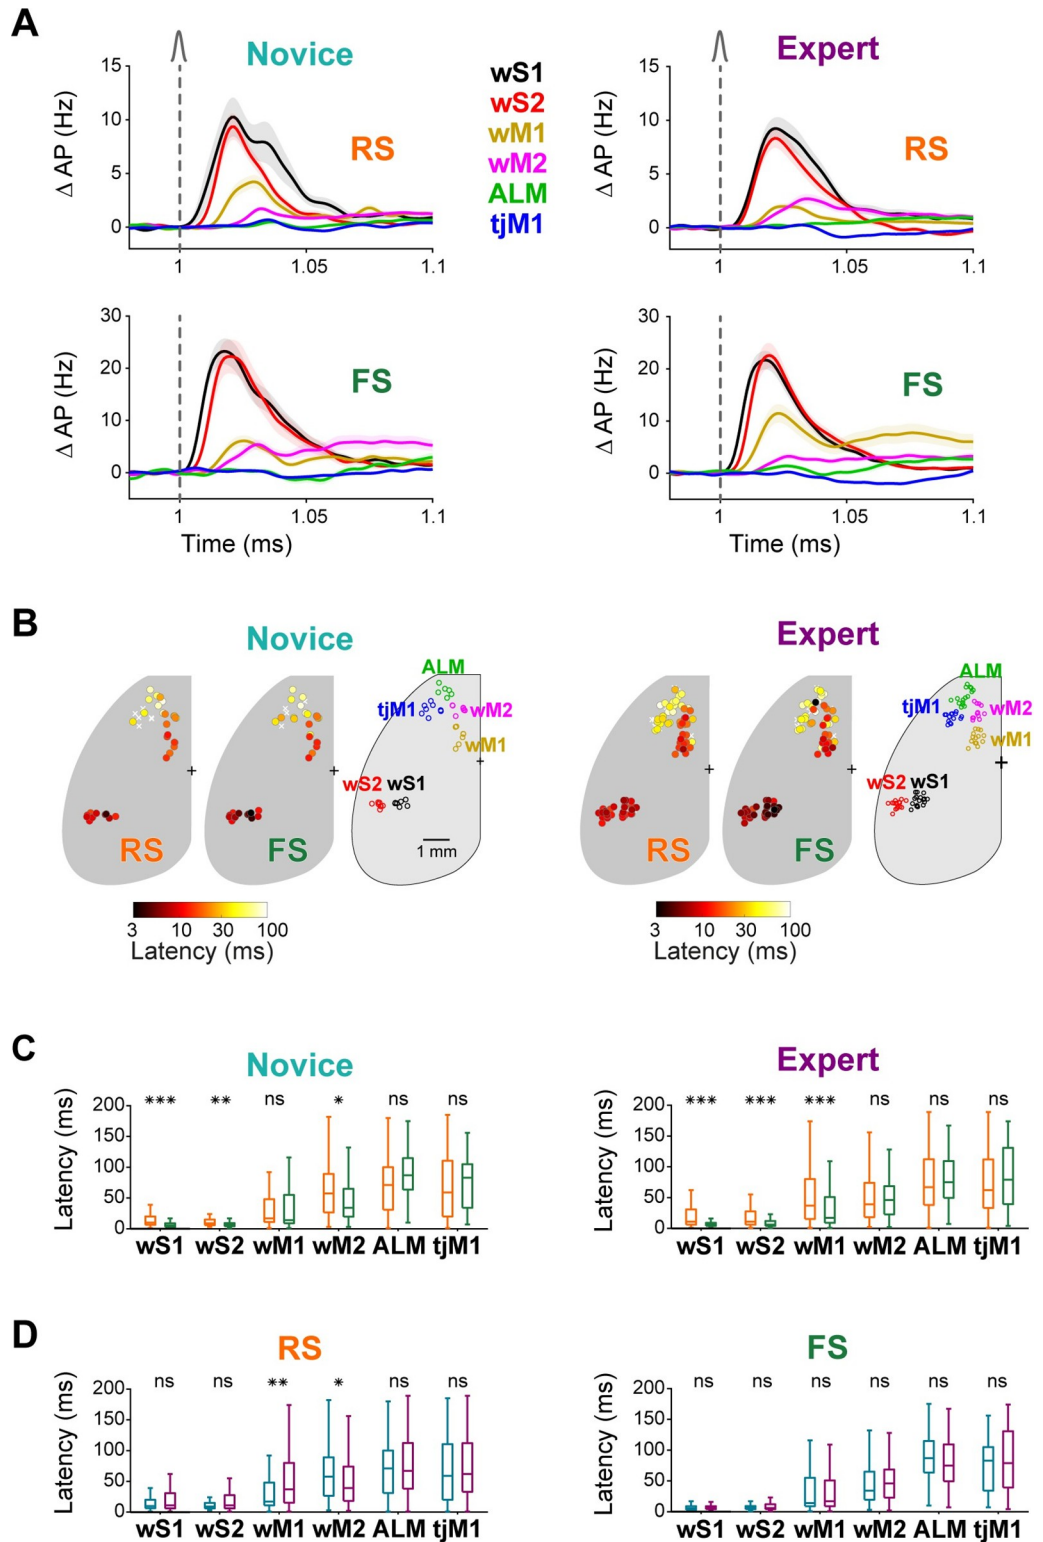 A
Novice
Expert
wS1
wS2
wM1
wM2
ALM
tjM1
15
10
5
0
Δ AP (Hz)
RS
1
1.05
1.1
15
10
5
0
Δ AP (Hz)
RS
1
1.05
1.1
30
20
10
0
Δ AP (Hz)
FS
1
1.05
1.1
Time (ms)
30
20
10
0
Δ AP (Hz)
FS
1
1.05
1.1
Time (ms)
B
Novice
RS
FS
ALM
tjM1
wM2
wM1
+
+
+
wS2
wS1
1 mm
3 10 30 100
Latency (ms)
Expert
RS
FS
ALM
tjM1
wM2
wM1
+
+
+
wS2
wS1
3 10 30 100
Latency (ms)
C
Novice
*** ** ns * ns ns
200
150
100
50
0
Latency (ms)
wS1 wS2 wM1 wM2 ALM tjM1
Expert
*** *** *** ns ns ns
200
150
100
50
0
Latency (ms)
wS1 wS2 wM1 wM2 ALM tjM1
D
RS
ns ns ** * ns ns
200
150
100
50
0
Latency (ms)
wS1 wS2 wM1 wM2 ALM tjM1
FS
ns ns ns ns ns ns
200
150
100
50
0
Latency (ms)
wS1 wS2 wM1 wM2 ALM tjM1